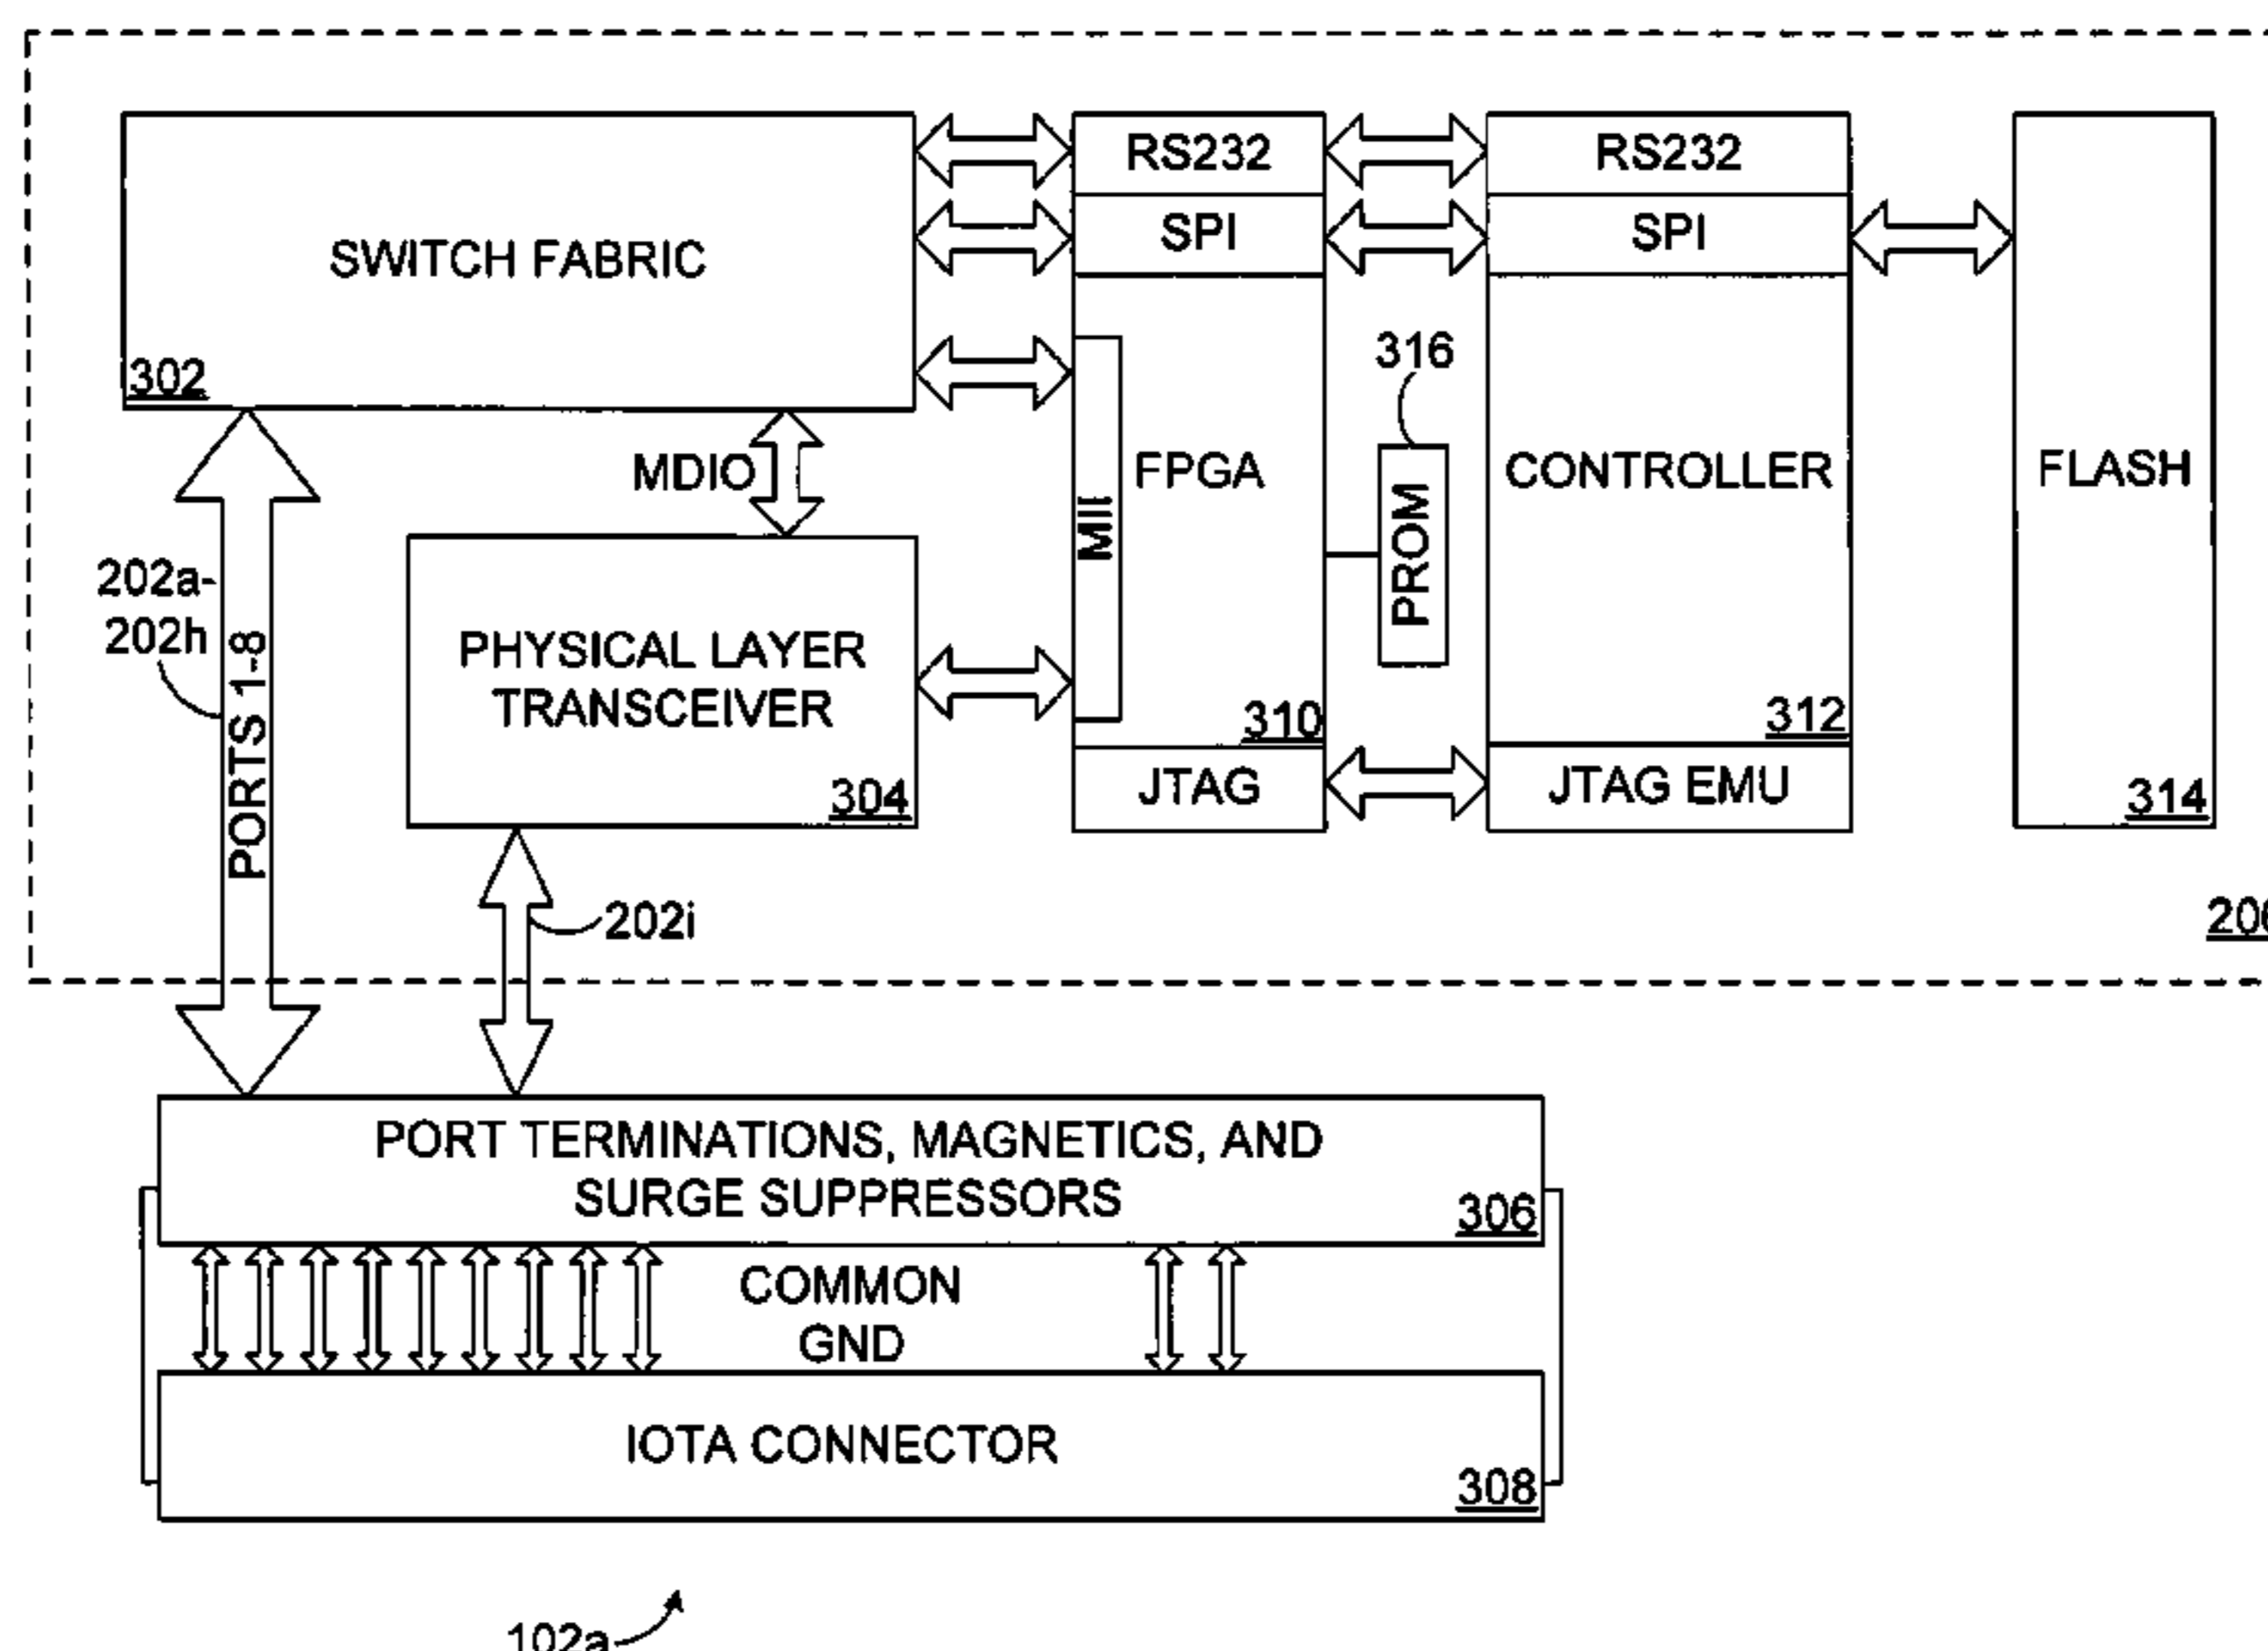 RS232
RS232
SPI
SPI
SWITCH FABRIC
302
316
MDIO
FPGA
MII
PROM
CONTROLLER
FLASH
202a-
202h
PORTS 1-8
PHYSICAL LAYER
TRANSCEIVER
304
310
312
314
JTAG
JTAG EMU
202i
PORT TERMINATIONS, MAGNETICS, AND
SURGE SUPPRESSORS
306
COMMON
GND
IOTA CONNECTOR
308
102a